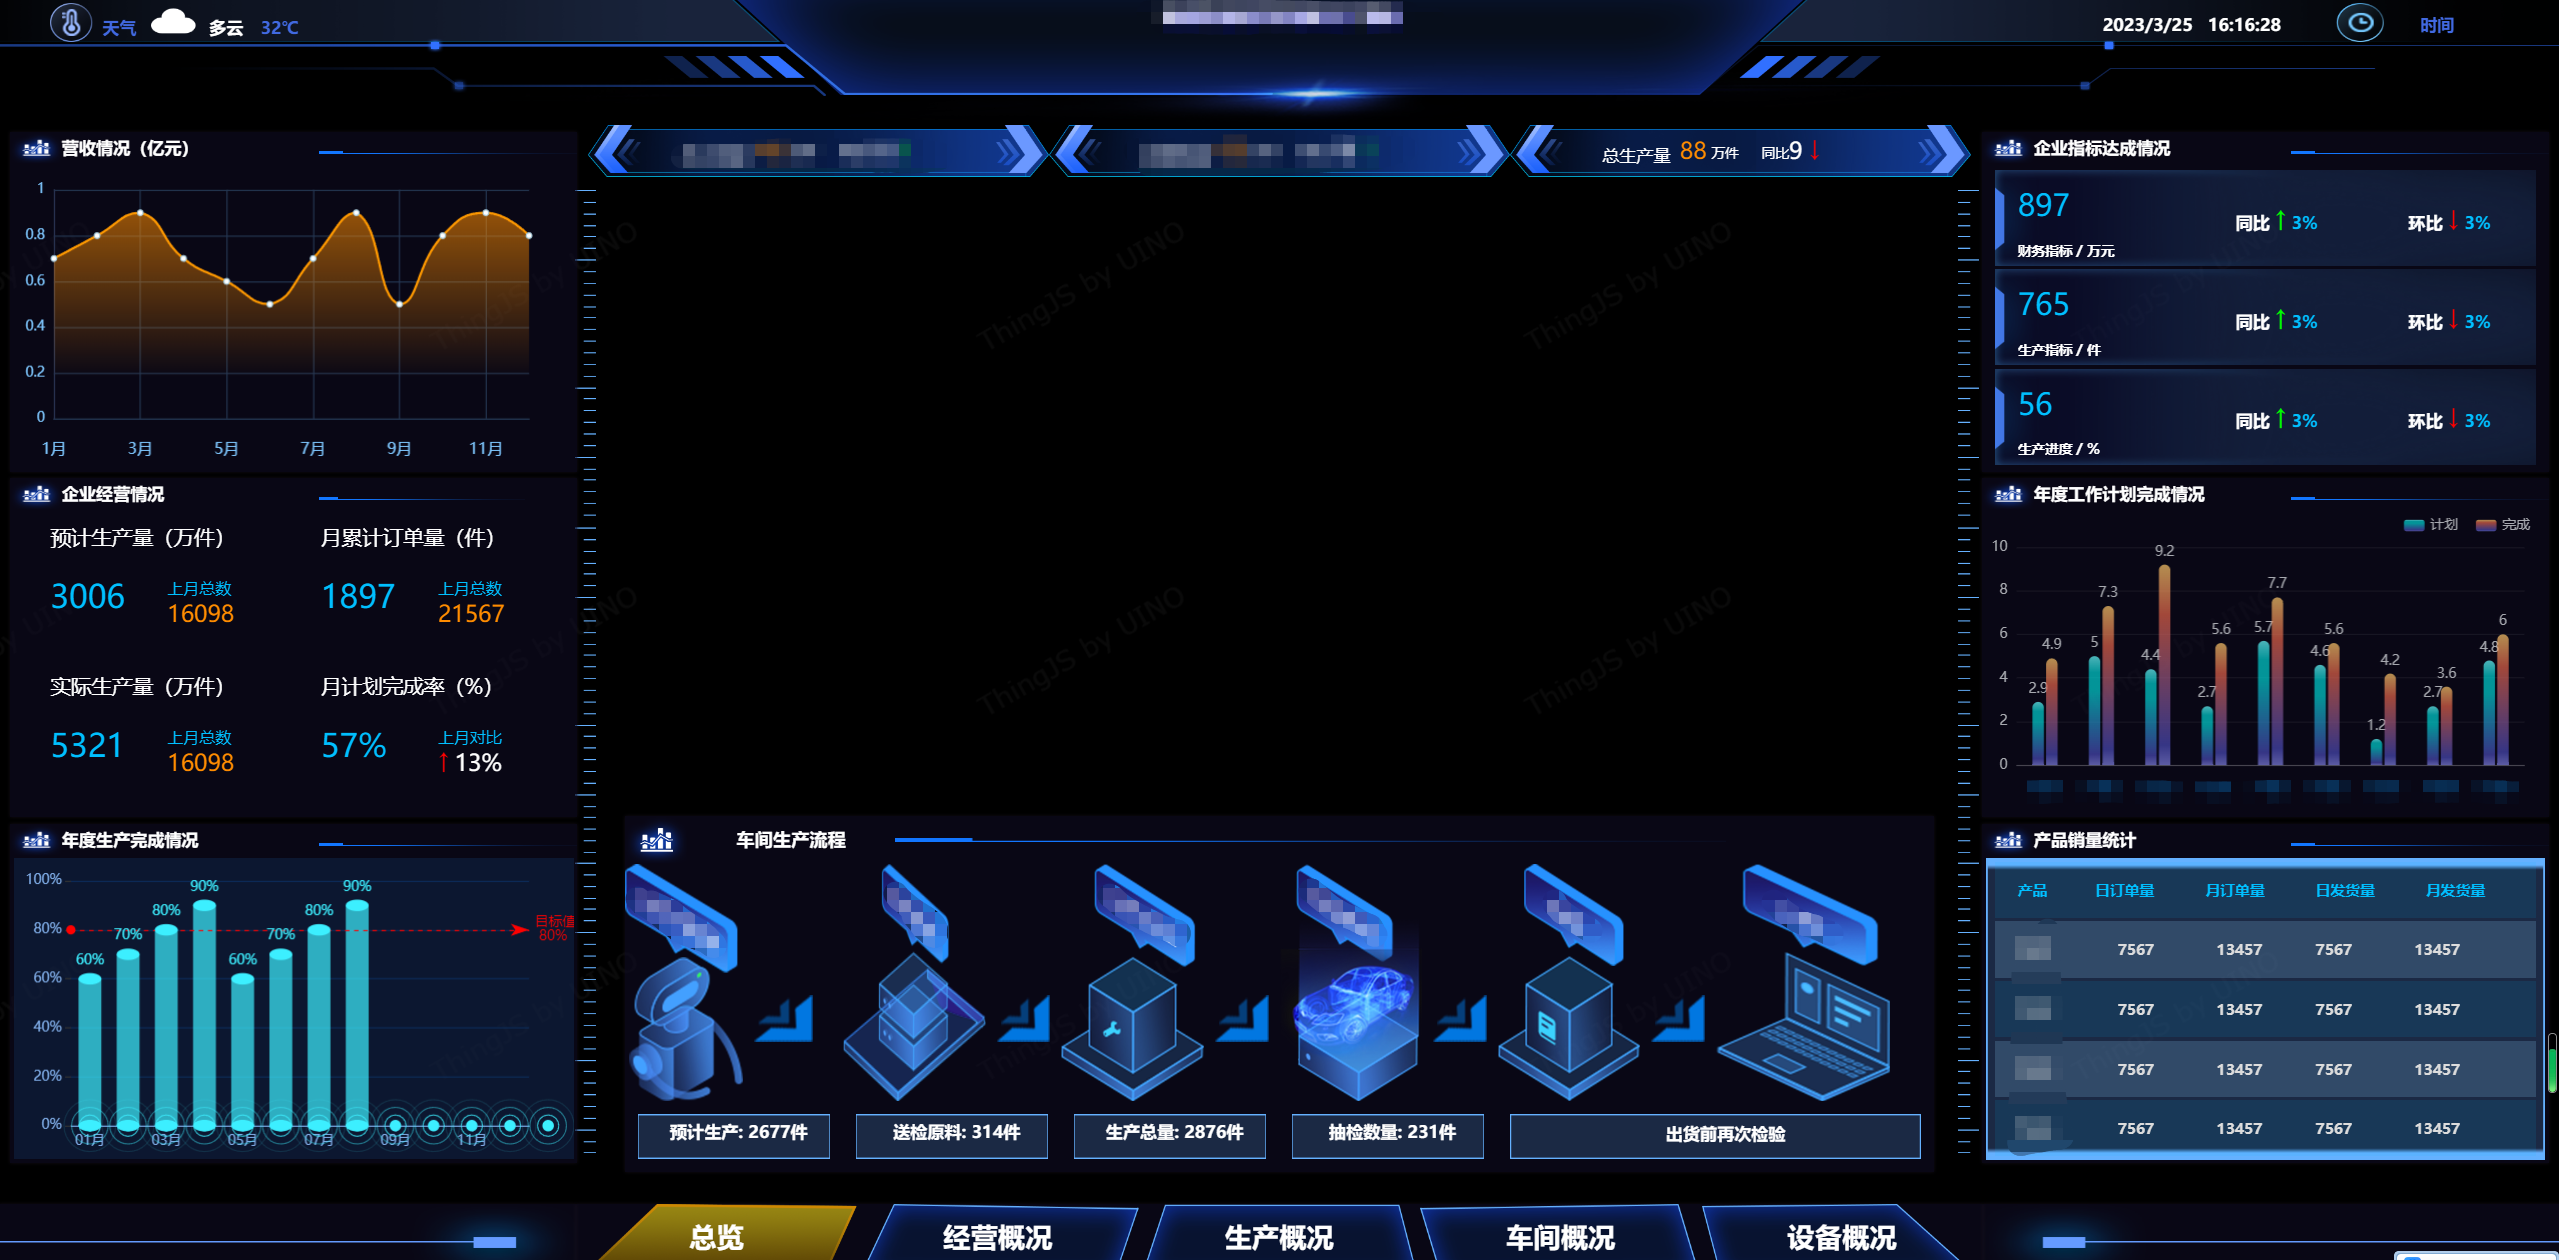 天气 多云 32℃
2023/3/25 16:16:28 时间
营收情况（亿元）
1
0.8
0.6
0.4
0.2
0
1月 3月 5月 7月 9月 11月
企业经营情况
预计生产量（万件） 月累计订单量（件）
3006 上月总数 16098 1897 上月总数 21567
实际生产量（万件） 月计划完成率（%）
5321 上月总数 16098 57% 上月对比 ↑13%
年度生产完成情况
100%
80%
60%
40%
20%
0%
60% 70% 80% 90% 60% 70% 80% 90%
目标值
80%
01月 03月 05月 07月 09月 11月
总生产量 88 万件 同比9 ↓
车间生产流程
预计生产: 2677件
送检原料: 314件
生产总量: 2876件
抽检数量: 231件
出货前再次检验
企业指标达成情况
897 同比 ↑ 3% 环比 ↓ 3%
财务指标 / 万元
765 同比 ↑ 3% 环比 ↓ 3%
生产指标 / 件
56 同比 ↑ 3% 环比 ↓ 3%
生产进度 / %
年度工作计划完成情况
计划 完成
10
8
6
4
2
0
2.9 4.9 5 7.3 4.4 9.2 2.7 5.6 5.7 7.7 4.6 5.6 1.2 4.2 2.7 3.6 4.8 6
产品销量统计
产品 日订单量 月订单量 日发货量 月发货量
7567 13457 7567 13457
7567 13457 7567 13457
7567 13457 7567 13457
7567 13457 7567 13457
总览 经营概况 生产概况 车间概况 设备概况
ThingJS by UINO
ThingJS by UINO
ThingJS by UINO
ThingJS by UINO